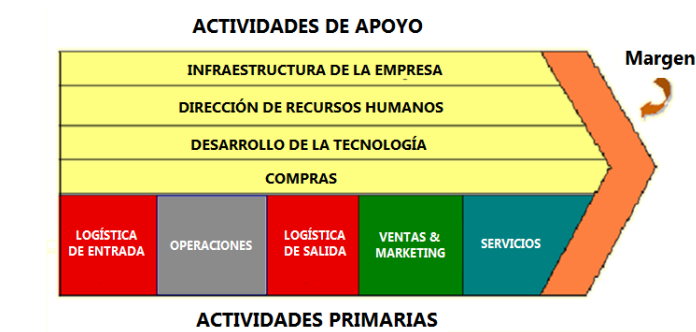 ACTIVIDADES DE APOYO
INFRAESTRUCTURA DE LA EMPRESA
Margen
DIRECCIÓN DE RECURSOS HUMANOS
DESARROLLO DE LA TECNOLOGÍA
COMPRAS
LOGÍSTICA
DE ENTRADA
OPERACIONES
LOGÍSTICA
DE SALIDA
VENTAS &
MARKETING
SERVICIOS
ACTIVIDADES PRIMARIAS